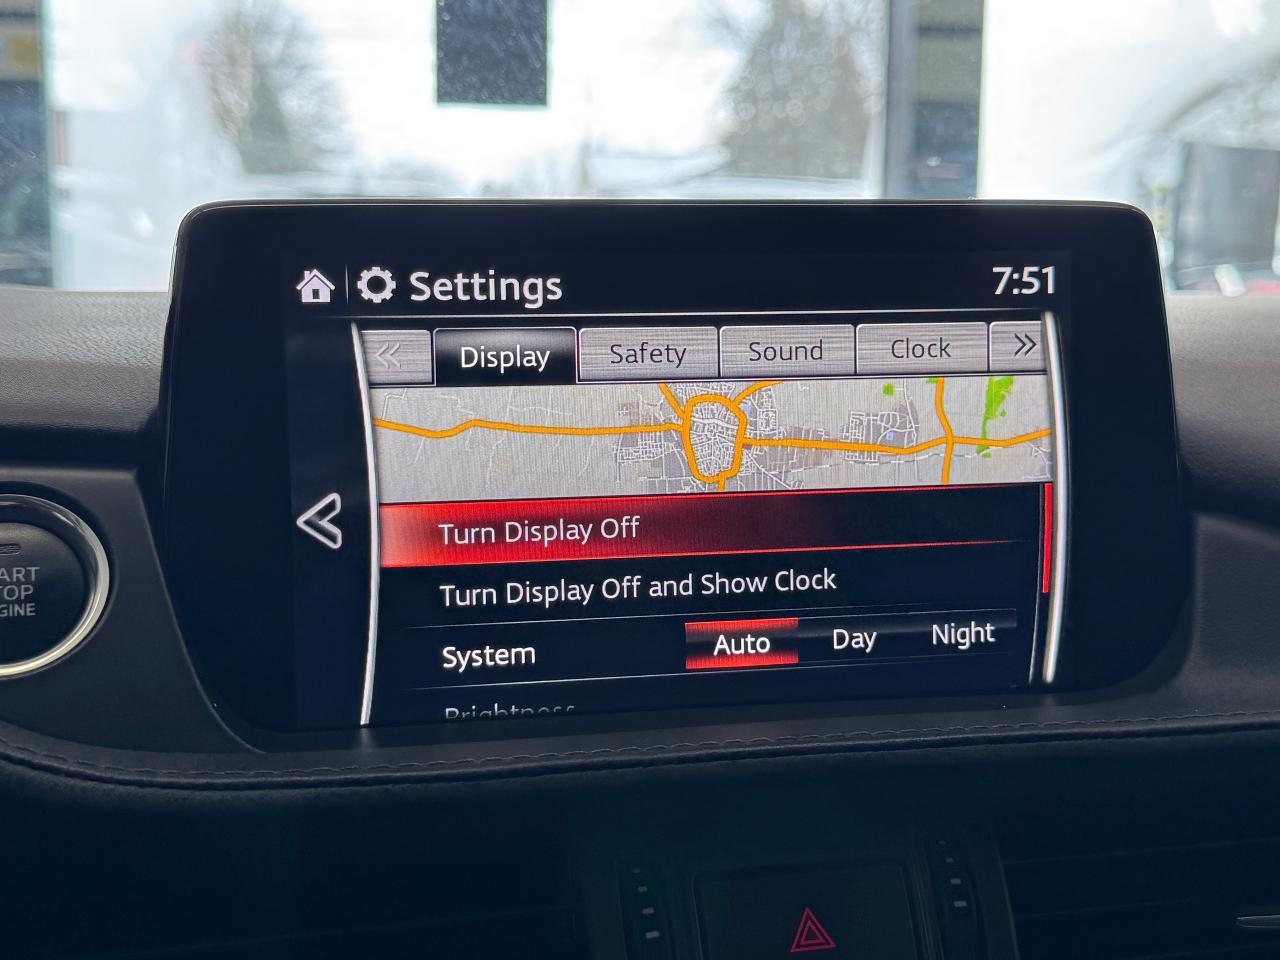 Settings
7:51
Display
Safety
Sound
Clock
Turn Display Off
Turn Display Off and Show Clock
System
Auto
Day
Night
Brightness